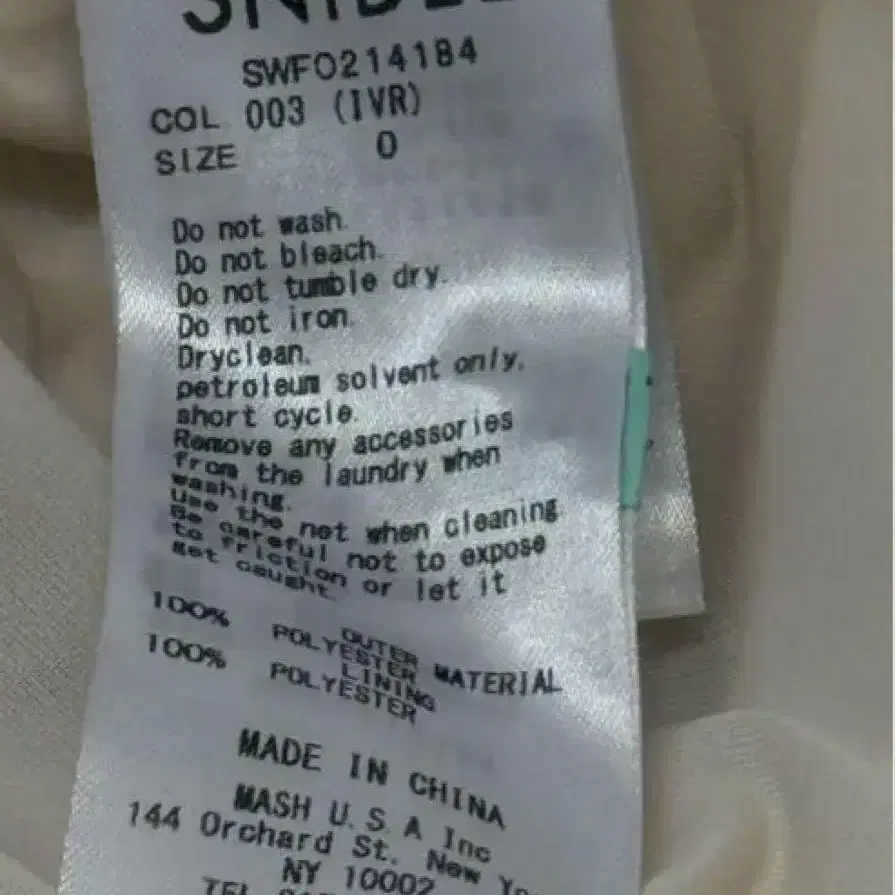 SNIDEL
SWFO214184
COL 003 (IVR)
SIZE 0
Do not wash.
Do not bleach.
Do not tumble dry.
Do not iron.
Dryclean.
petroleum solvent only.
short cycle.
Remove any accessories
from the laundry when
washing.
Use the net when cleaning
Be careful not to expose
to friction or let it
get caught.
OUTER MATERIAL
100% POLYESTER
LINING
100% POLYESTER
MADE IN CHINA
MASH U.S.A Inc
144 Orchard St. New
NY 10002
TEL